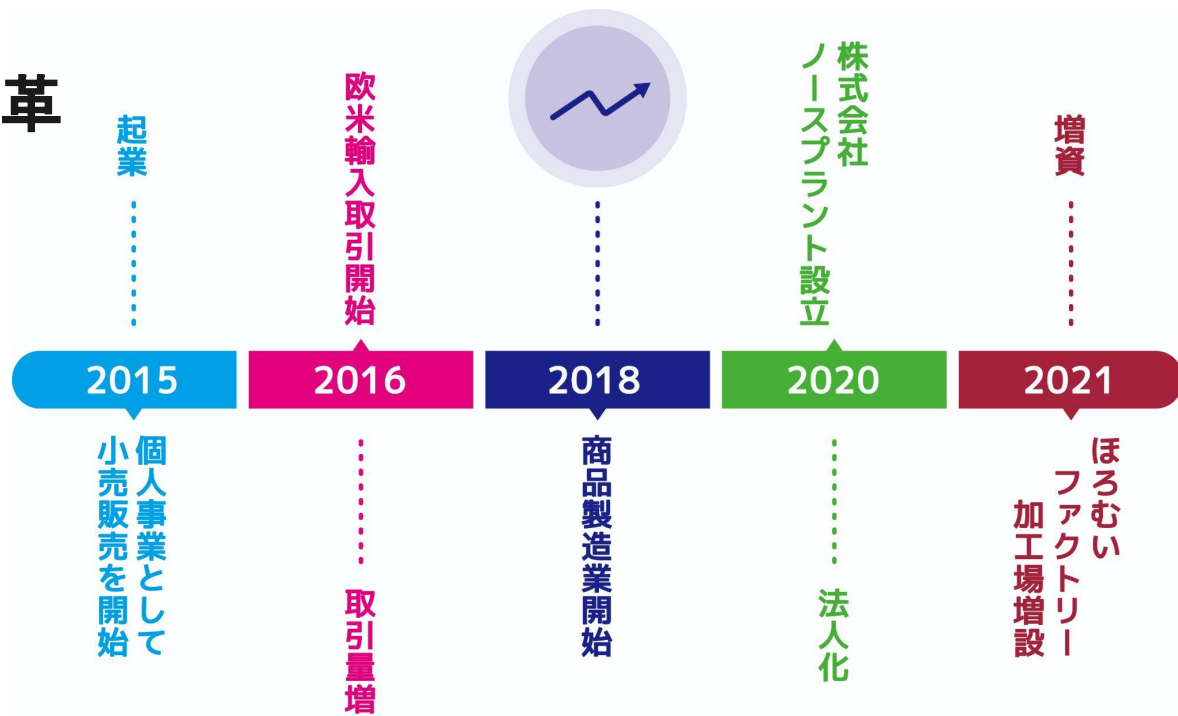 革
起業
2015
個人事業として
小売販売を開始
欧米輸入取引開始
2016
取引量増
2018
商品製造業開始
株式会社
ノースプラント設立
2020
法人化
増資
2021
ほろむい
ファクトリー
加工場増設